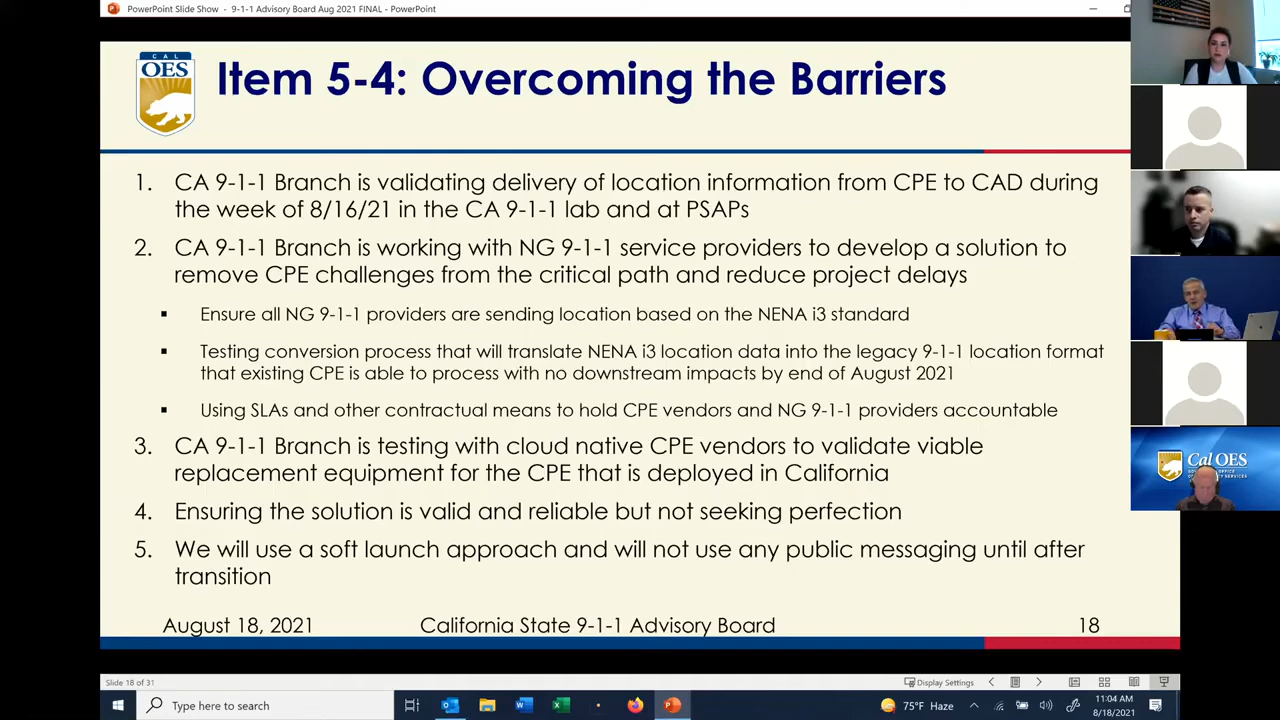 PowerPoint Slide Show - 9-1-1 Advisory Board Aug 2021 FINAL - PowerPoint
CAL
OES
Item 5-4: Overcoming the Barriers
1. CA 9-1-1 Branch is validating delivery of location information from CPE to CAD during
the week of 8/16/21 in the CA 9-1-1 lab and at PSAPs
2. CA 9-1-1 Branch is working with NG 9-1-1 service providers to develop a solution to
remove CPE challenges from the critical path and reduce project delays
▪ Ensure all NG 9-1-1 providers are sending location based on the NENA i3 standard
▪ Testing conversion process that will translate NENA i3 location data into the legacy 9-1-1 location format
that existing CPE is able to process with no downstream impacts by end of August 2021
▪ Using SLAs and other contractual means to hold CPE vendors and NG 9-1-1 providers accountable
3. CA 9-1-1 Branch is testing with cloud native CPE vendors to validate viable
replacement equipment for the CPE that is deployed in California
4. Ensuring the solution is valid and reliable but not seeking perfection
5. We will use a soft launch approach and will not use any public messaging until after
transition
August 18, 2021 California State 9-1-1 Advisory Board 18
Cal OES
Slide 18 of 31
Display Settings
Type here to search
75°F Haze
11:04 AM
8/18/2021